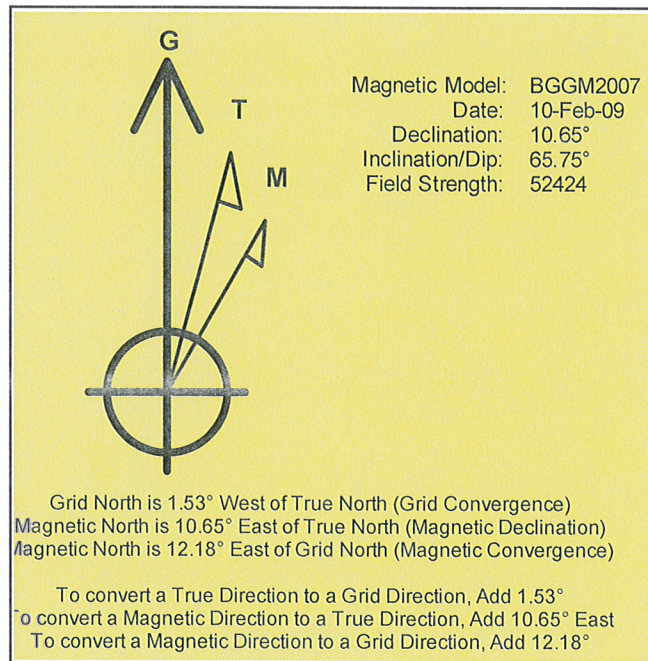 G
T
M
Magnetic Model: BGGM2007
Date: 10-Feb-09
Declination: 10.65°
Inclination/Dip: 65.75°
Field Strength: 52424
Grid North is 1.53° West of True North (Grid Convergence)
Magnetic North is 10.65° East of True North (Magnetic Declination)
Magnetic North is 12.18° East of Grid North (Magnetic Convergence)
To convert a True Direction to a Grid Direction, Add 1.53°
To convert a Magnetic Direction to a True Direction, Add 10.65° East
To convert a Magnetic Direction to a Grid Direction, Add 12.18°